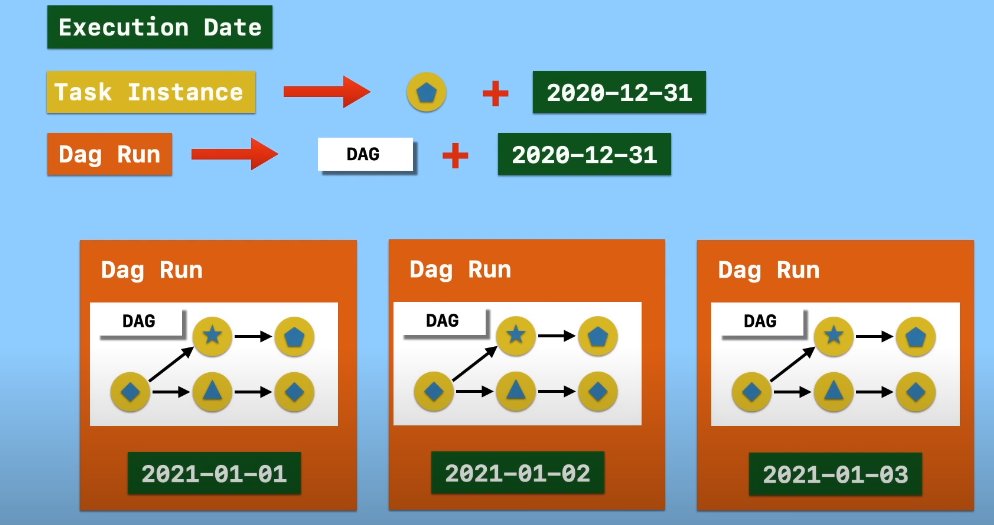 Execution Date
Task Instance
2020-12-31
Dag Run
DAG
2020-12-31
Dag Run
DAG
2021-01-01
Dag Run
DAG
2021-01-02
Dag Run
DAG
2021-01-03